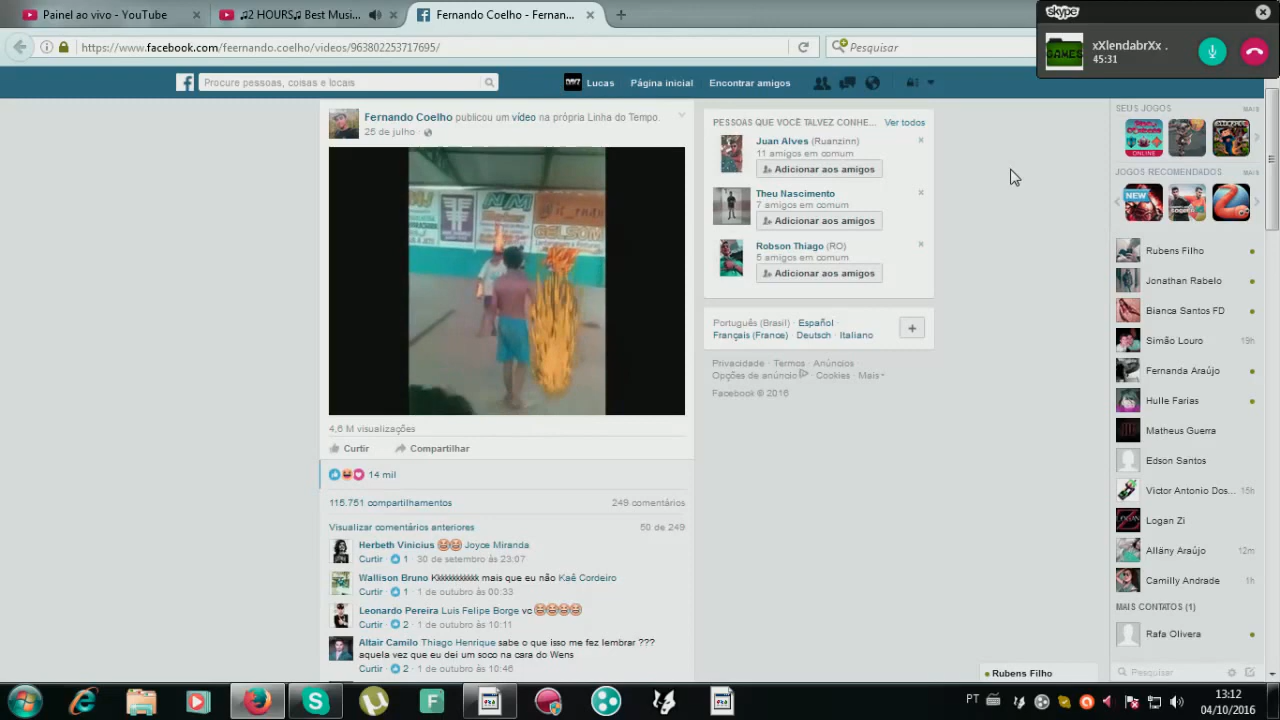 Painel ao vivo - YouTube
♫2 HOURS♫ Best Musi...
Fernando Coelho - Fernan...
https://www.facebook.com/feernando.coelho/videos/963802253717695/
Pesquisar
skype
xXlendabrXx .
45:31
GAMES
Procure pessoas, coisas e locais
Lucas
Página inicial
Encontrar amigos
Fernando Coelho publicou um vídeo na própria Linha do Tempo.
25 de julho
4,6 M visualizações
Curtir
Compartilhar
14 mil
115.751 compartilhamentos
249 comentários
Visualizar comentários anteriores
50 de 249
Herbeth Vinicius Joyce Miranda
Curtir · 1 · 30 de setembro às 23:07
Wallison Bruno Kkkkkkkkkkk mais que eu não Kaê Cordeiro
Curtir · 1 · 1 de outubro às 00:33
Leonardo Pereira Luis Felipe Borge vc
Curtir · 2 · 1 de outubro às 10:11
Altair Camilo Thiago Henrique sabe o que isso me fez lembrar ???
aquela vez que eu dei um soco na cara do Wens
Curtir · 2 · 1 de outubro às 10:46
PESSOAS QUE VOCÊ TALVEZ CONHE...
Ver todos
Juan Alves (Ruanzinn)
11 amigos em comum
Adicionar aos amigos
Theu Nascimento
7 amigos em comum
Adicionar aos amigos
Robson Thiago (RO)
5 amigos em comum
Adicionar aos amigos
Português (Brasil) · Español ·
Français (France) · Deutsch · Italiano
Privacidade · Termos · Anúncios ·
Opções de anúncio · Cookies · Mais
Facebook © 2016
SEUS JOGOS
MAIS
ONLINE
JOGOS RECOMENDADOS
MAIS
NEW
Rubens Filho
Jonathan Rabelo
Bianca Santos FD
Simão Louro
19h
Fernanda Araújo
Hulle Farias
Matheus Guerra
Edson Santos
Victor Antonio Dos...
15h
Logan Zi
Allány Araújo
12m
Camilly Andrade
1h
MAIS CONTATOS (1)
Rafa Olivera
Pesquisar
Rubens Filho
PT
13:12
04/10/2016